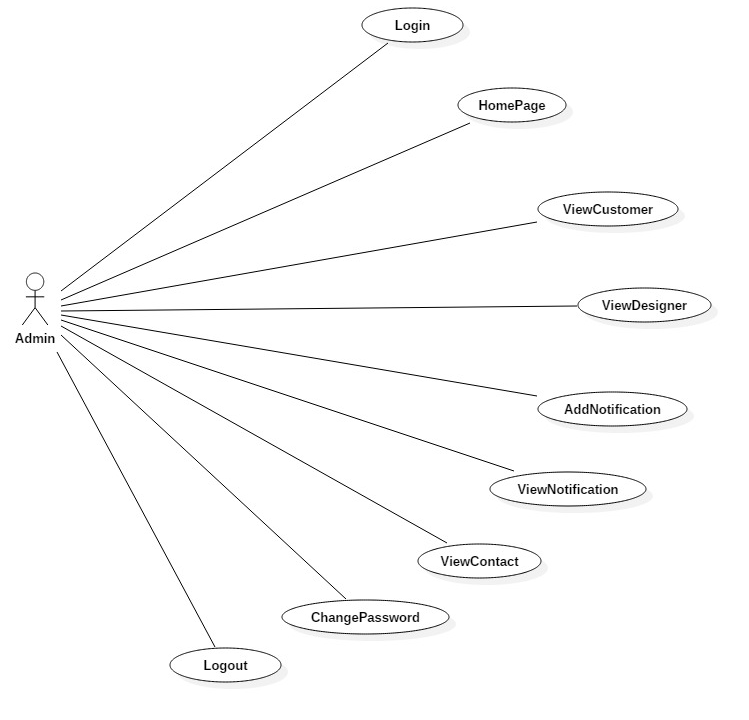 Login
HomePage
ViewCustomer
ViewDesigner
Admin
AddNotification
ViewNotification
ViewContact
ChangePassword
Logout